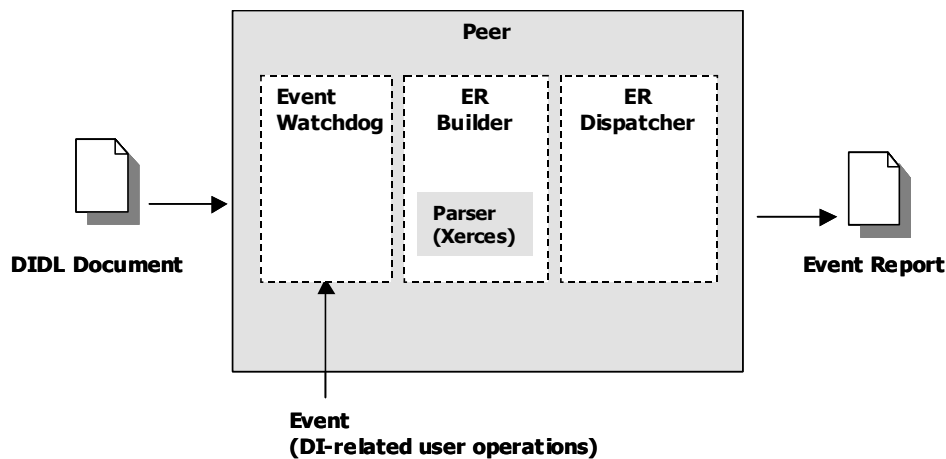 Peer
Event
Watchdog
ER
Builder
ER
Dispatcher
Parser
(Xerces)
DIDL Document
Event Report
Event
(DI-related user operations)